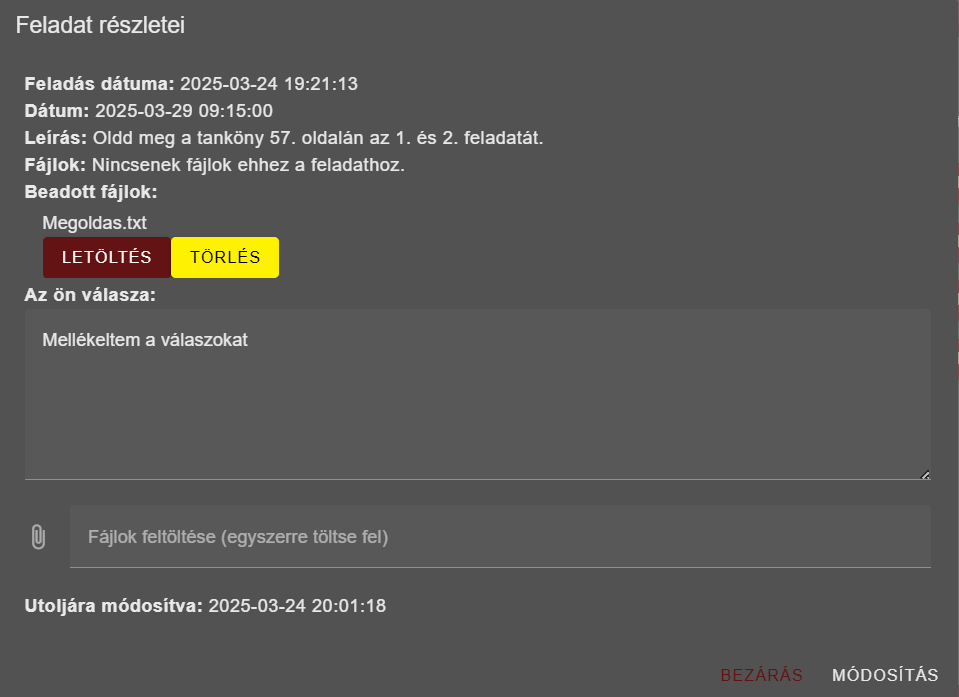 Feladat részletei
Feladás dátuma: 2025-03-24 19:21:13
Dátum: 2025-03-29 09:15:00
Leírás: Oldd meg a tanköny 57. oldalán az 1. és 2. feladatát.
Fájlok: Nincsenek fájlok ehhez a feladathoz.
Beadott fájlok:
Megoldas.txt
LETÖLTÉS TÖRLÉS
Az ön válasza:
Mellékeltem a válaszokat
Fájlok feltöltése (egyszerre töltse fel)
Utoljára módosítva: 2025-03-24 20:01:18
BEZÁRÁS MÓDOSÍTÁS